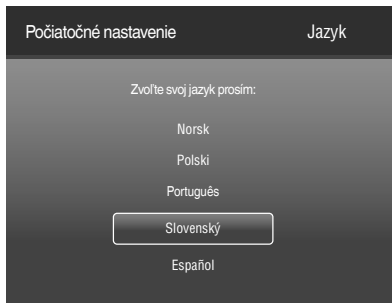 Počiatočné nastavenie Jazyk
Zvoľte svoj jazyk prosím:
Norsk
Polski
Português
Slovenský
Español